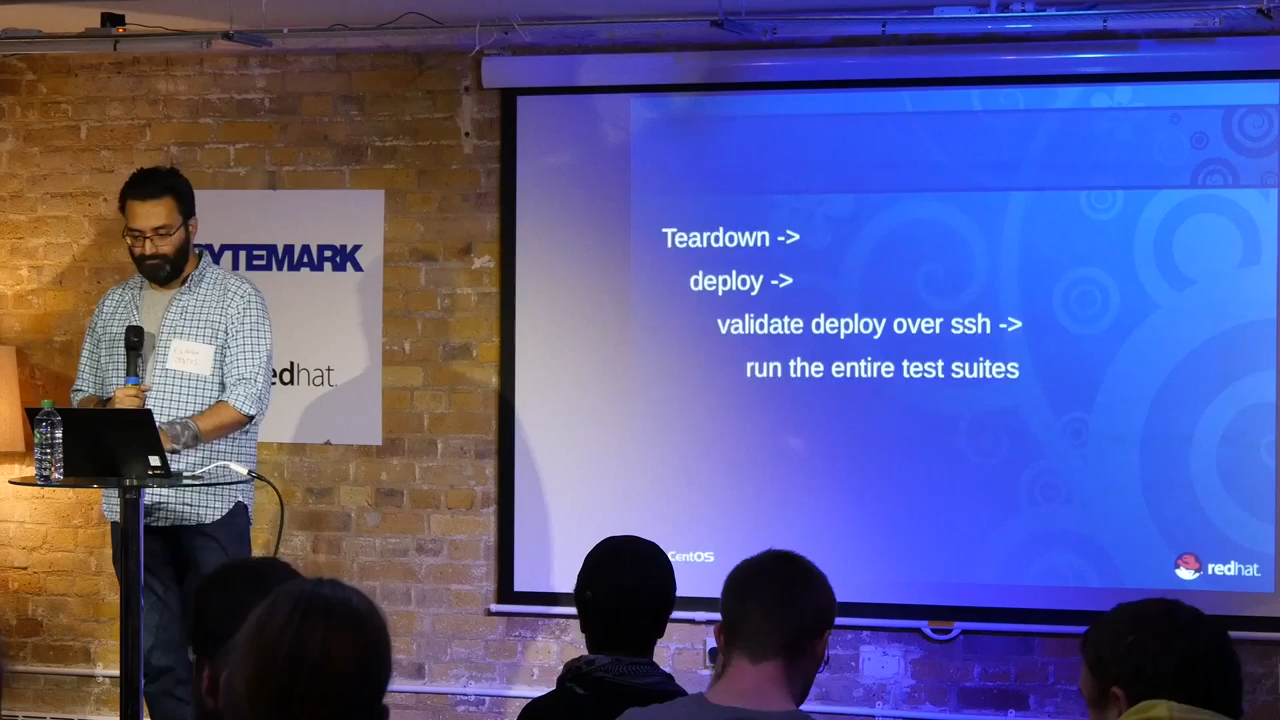 YTEMARK
edhat.
Teardown ->
deploy ->
validate deploy over ssh ->
run the entire test suites
CentOS
redhat.